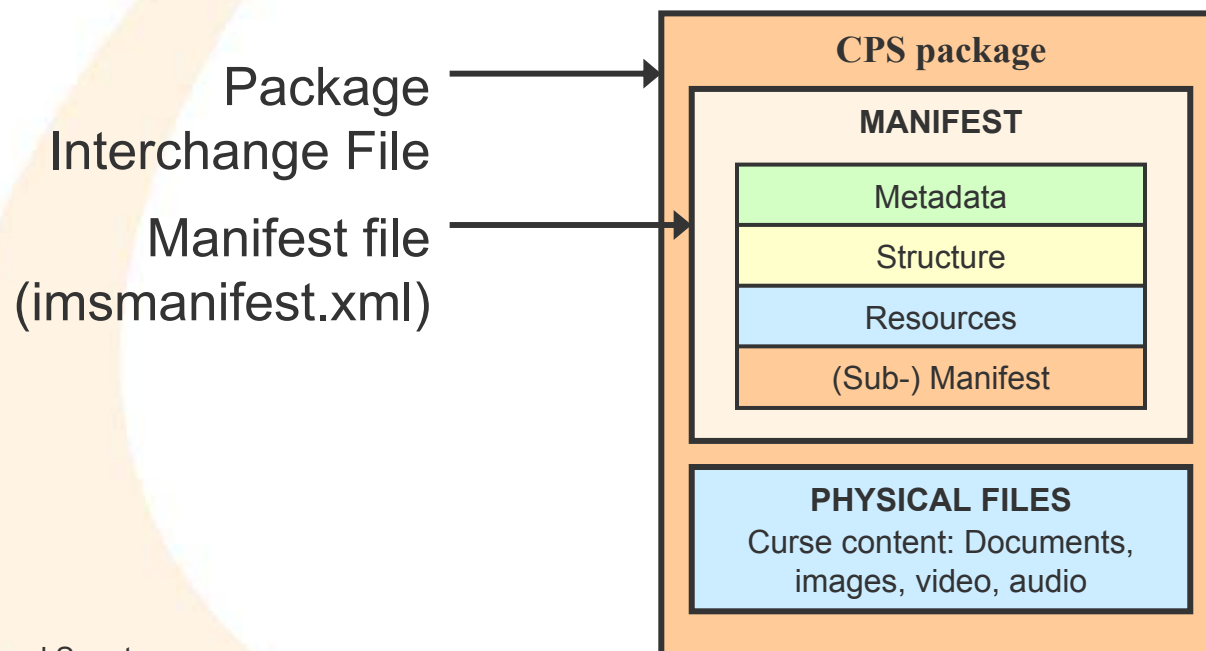 Package
Interchange File
Manifest file
(imsmanifest.xml)
CPS package
MANIFEST
Metadata
Structure
Resources
(Sub-) Manifest
PHYSICAL FILES
Curse content: Documents,
images, video, audio